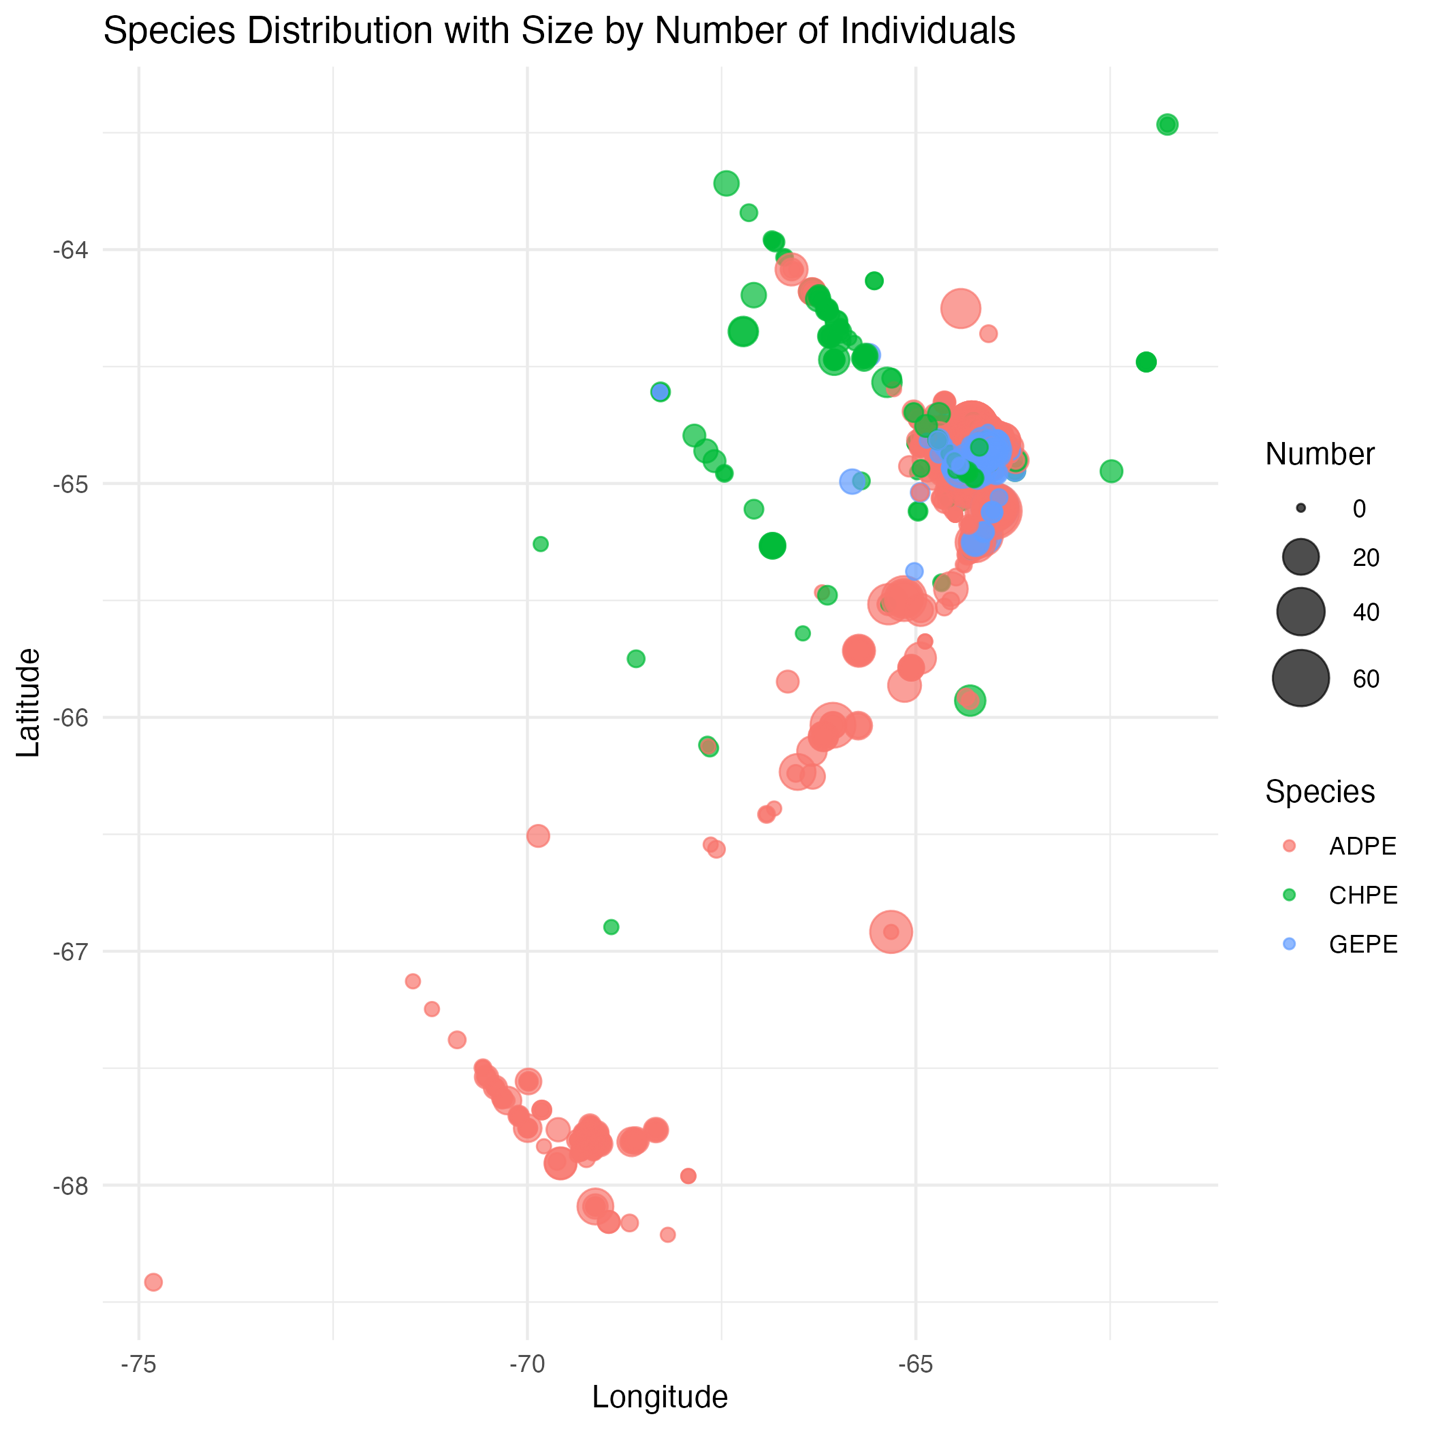 Species Distribution with Size by Number of Individuals
-64
-65
-66
-67
-68
Latitude
-75
-70
-65
Longitude
Number
0
20
40
60
Species
ADPE
CHPE
GEPE